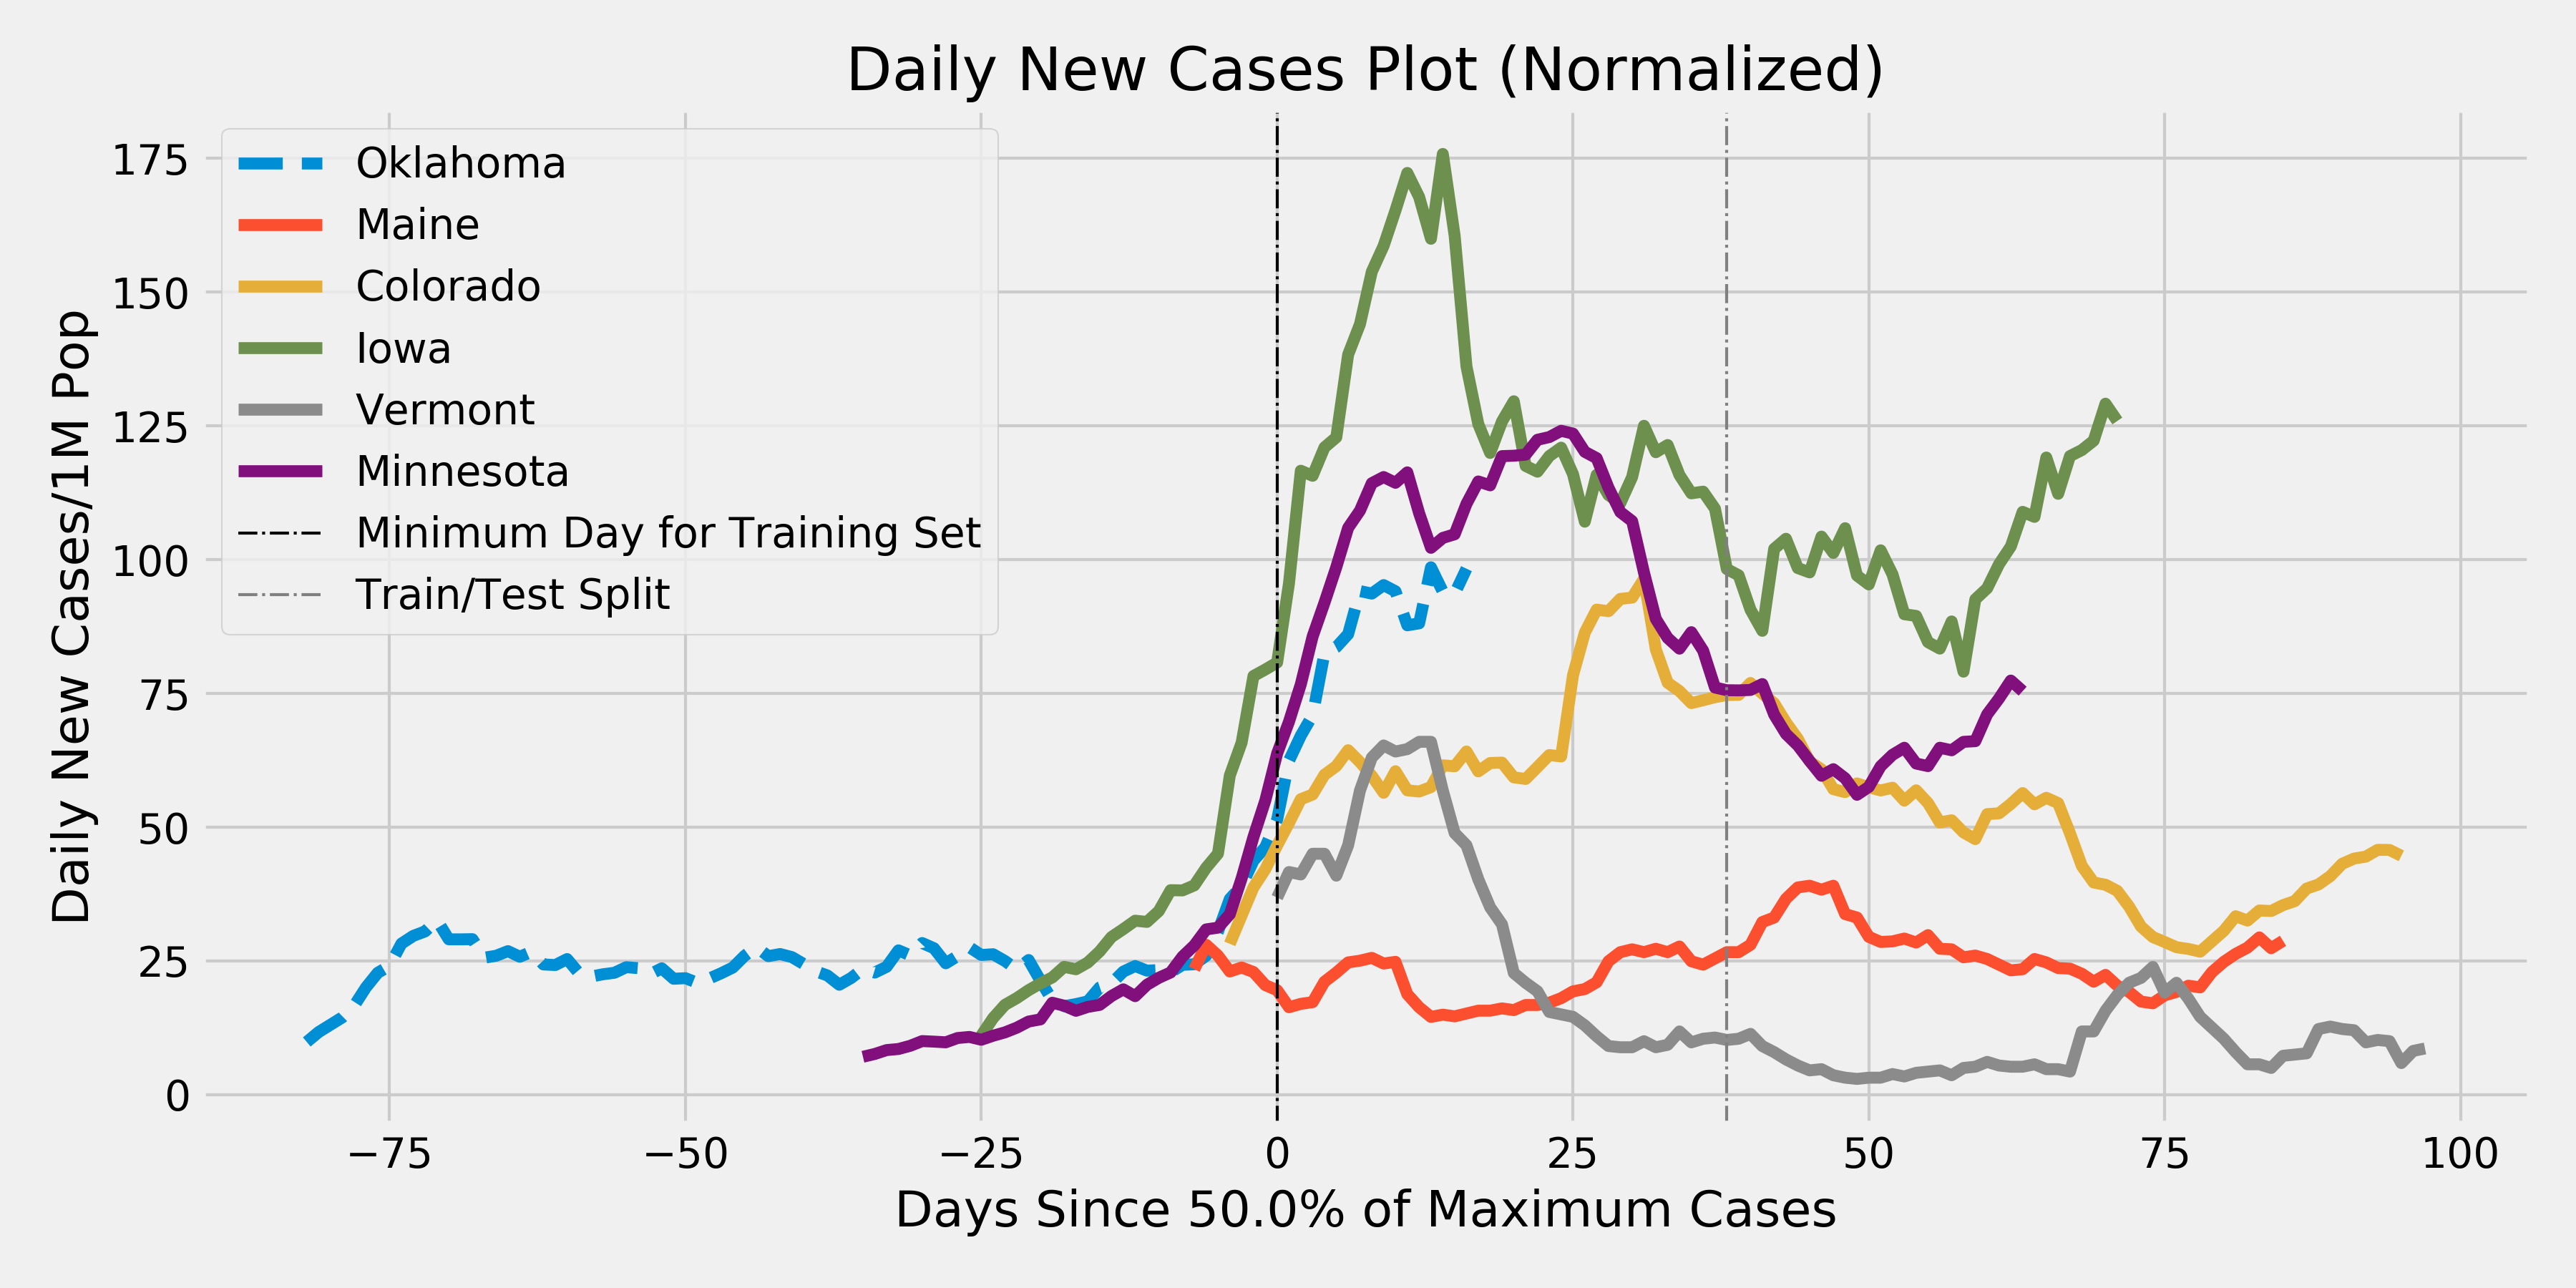 Daily New Cases Plot (Normalized)
Daily New Cases/1M Pop
175
150
125
100
75
50
25
0
Oklahoma
Maine
Colorado
Iowa
Vermont
Minnesota
Minimum Day for Training Set
Train/Test Split
−75 −50 −25 0 25 50 75 100
Days Since 50.0% of Maximum Cases